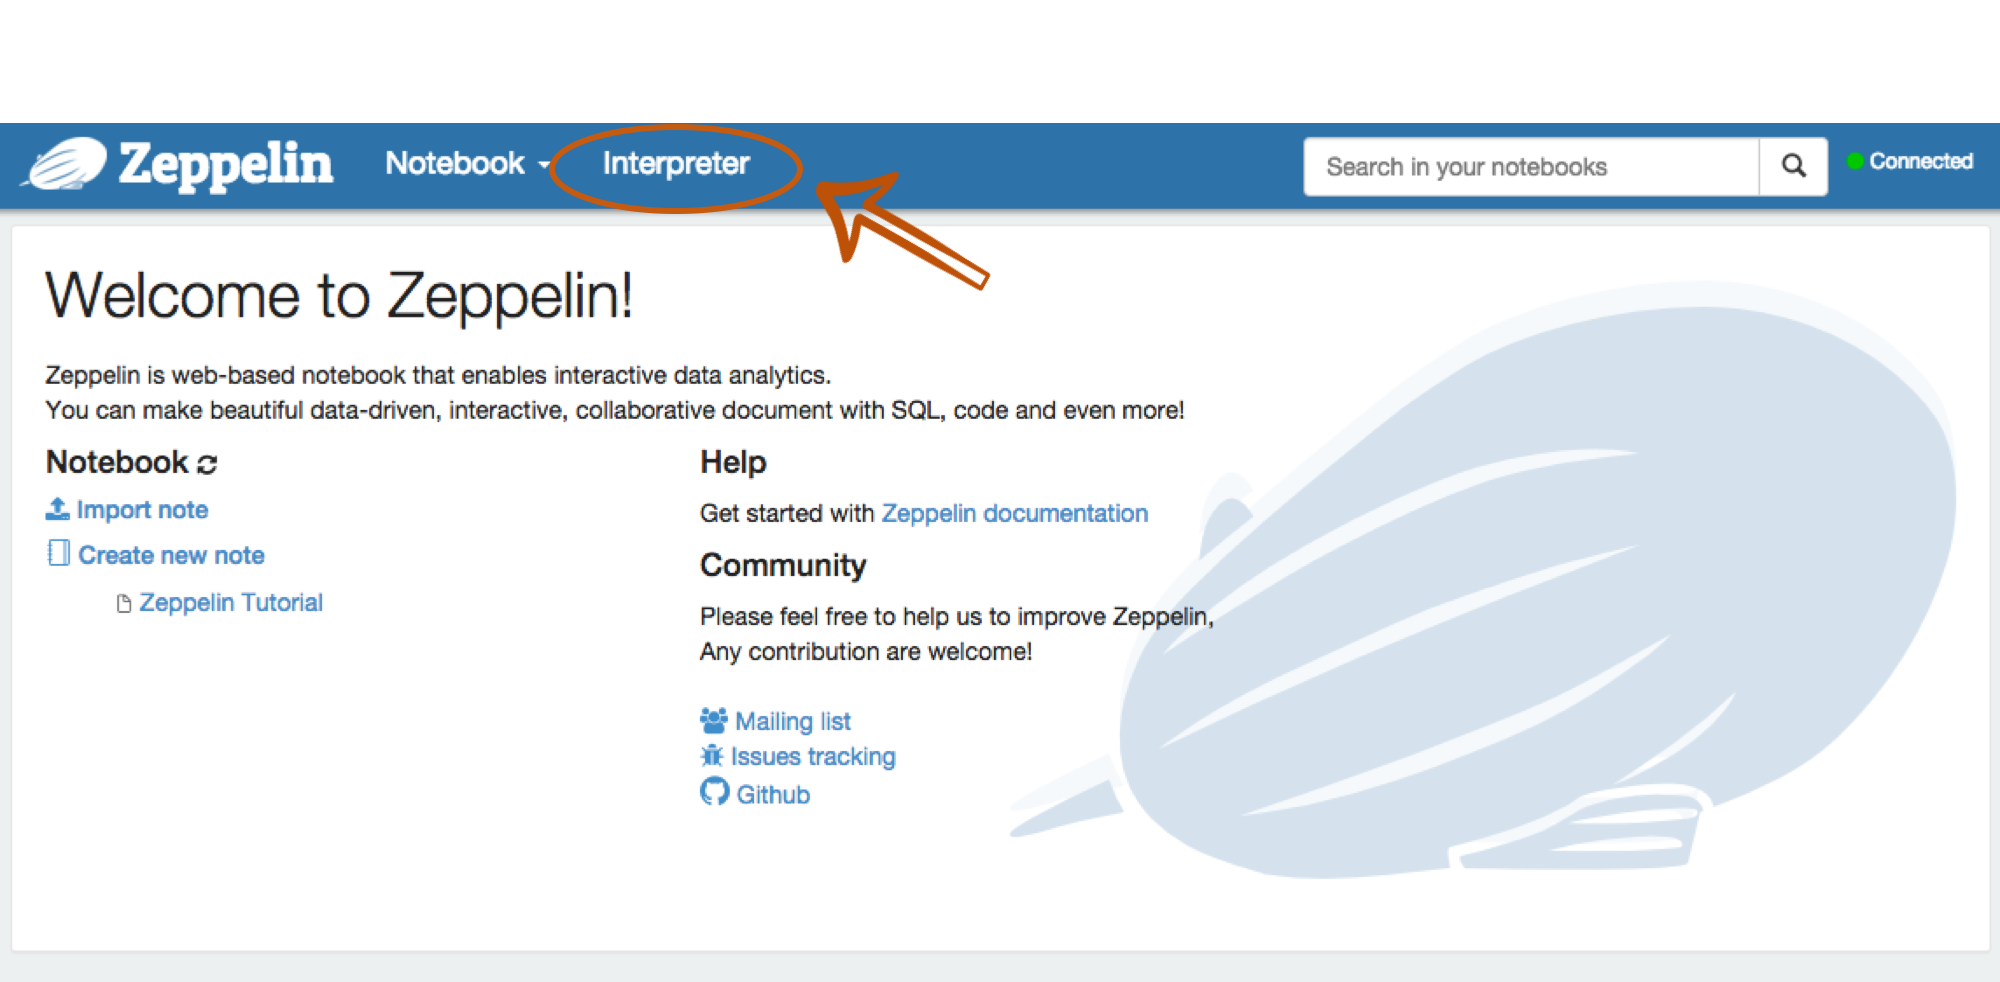 Zeppelin
Notebook
Interpreter
Search in your notebooks
Connected
Welcome to Zeppelin!
Zeppelin is web-based notebook that enables interactive data analytics.
You can make beautiful data-driven, interactive, collaborative document with SQL, code and even more!
Notebook
Import note
Create new note
Zeppelin Tutorial
Help
Get started with Zeppelin documentation
Community
Please feel free to help us to improve Zeppelin,
Any contribution are welcome!
Mailing list
Issues tracking
Github